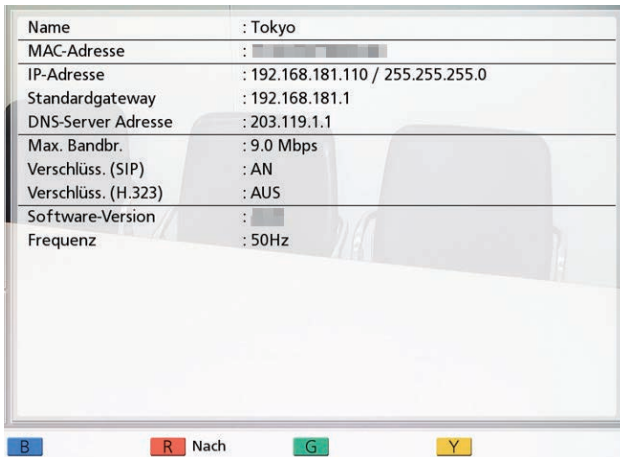 Name : Tokyo
MAC-Adresse :
IP-Adresse : 192.168.181.110 / 255.255.255.0
Standardgateway : 192.168.181.1
DNS-Server Adresse : 203.119.1.1
Max. Bandbr. : 9.0 Mbps
Verschlüss. (SIP) : AN
Verschlüss. (H.323) : AUS
Software-Version :
Frequenz : 50Hz
B R Nach G Y